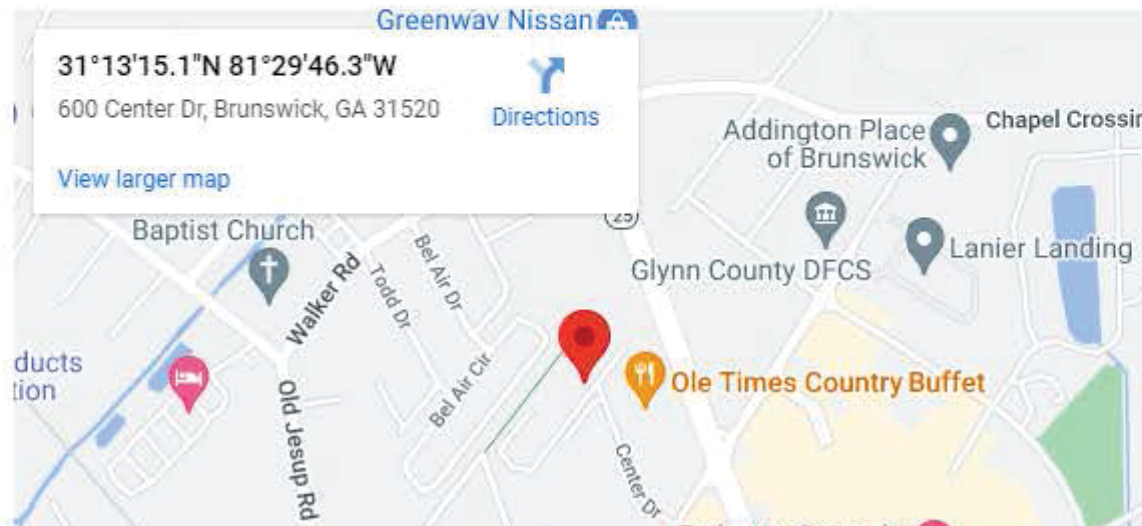 Greenway Nissan
31°13'15.1"N 81°29'46.3"W
600 Center Dr, Brunswick, GA 31520
Directions
View larger map
Addington Place
of Brunswick
Chapel Crossin
25
Baptist Church
Glynn County DFCS
Lanier Landing
Walker Rd
Todd Dr
Bel Air Dr
Bel Air Cir
ducts
tion
Ole Times Country Buffet
Old Jesup Rd
Center Dr